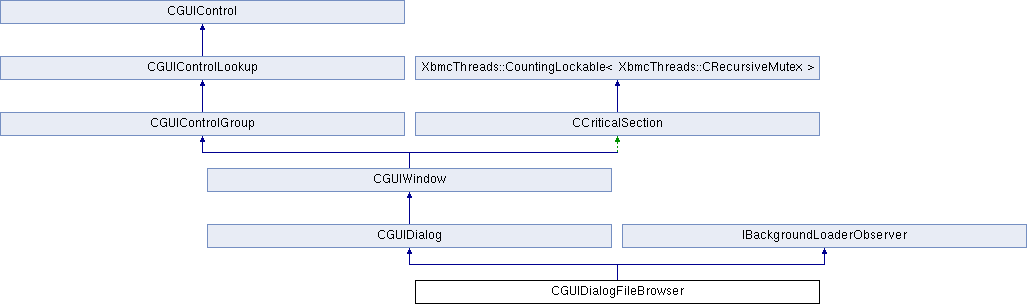 CGUIControl
CGUIControlLookup
XbmcThreads::CountingLockable< XbmcThreads::CRecursiveMutex >
CGUIControlGroup
CCriticalSection
CGUIWindow
CGUIDialog
IBackgroundLoaderObserver
CGUIDialogFileBrowser